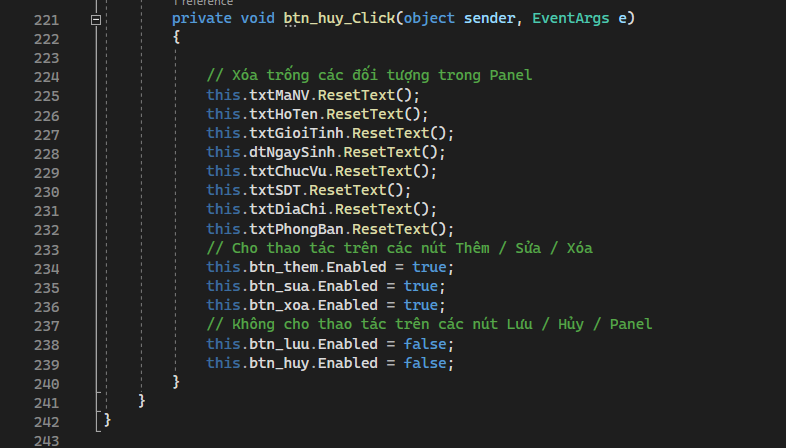 1 reference
221 private void btn_huy_Click(object sender, EventArgs e)
222 {
223
224 // Xóa trống các đối tượng trong Panel
225 this.txtMaNV.ResetText();
226 this.txtHoTen.ResetText();
227 this.txtGioiTinh.ResetText();
228 this.dtNgaySinh.ResetText();
229 this.txtChucVu.ResetText();
230 this.txtSDT.ResetText();
231 this.txtDiaChi.ResetText();
232 this.txtPhongBan.ResetText();
233 // Cho thao tác trên các nút Thêm / Sửa / Xóa
234 this.btn_them.Enabled = true;
235 this.btn_sua.Enabled = true;
236 this.btn_xoa.Enabled = true;
237 // Không cho thao tác trên các nút Lưu / Hủy / Panel
238 this.btn_luu.Enabled = false;
239 this.btn_huy.Enabled = false;
240 }
241 }
242 }
243